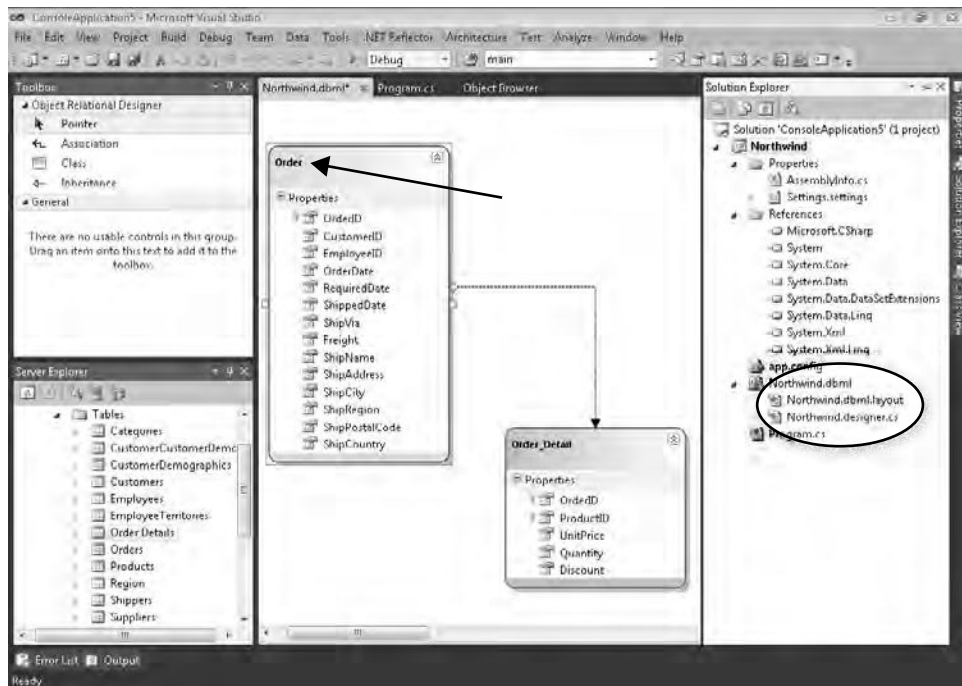 ConsoleApplication5 - Microsoft Visual Studio
File Edit View Project Build Debug Team Data Tools .NET Reflector Architecture Test Analyze Window Help
Debug main
Toolbox
Object Relational Designer
Pointer
Association
Class
Inheritance
General
There are no usable controls in this group.
Drag an item onto this text to add it to the
toolbox.
Server Explorer
Tables
Categories
CustomerCustomerDemo
CustomerDemographics
Customers
Employees
EmployeeTerritories
Order Details
Orders
Products
Region
Shippers
Suppliers
Northwind.dbml* Program.cs Object Browser
Order
Properties
OrderID
CustomerID
EmployeeID
OrderDate
RequiredDate
ShippedDate
ShipVia
Freight
ShipName
ShipAddress
ShipCity
ShipRegion
ShipPostalCode
ShipCountry
Order_Detail
Properties
OrderID
ProductID
UnitPrice
Quantity
Discount
Solution Explorer
Solution 'ConsoleApplication5' (1 project)
Northwind
Properties
AssemblyInfo.cs
Settings.settings
References
Microsoft.CSharp
System
System.Core
System.Data
System.Data.DataSetExtensions
System.Data.Linq
System.Xml
System.Xml.Linq
app.config
Northwind.dbml
Northwind.dbml.layout
Northwind.designer.cs
Program.cs
Properties
Solution Explorer
Error List Output
Ready